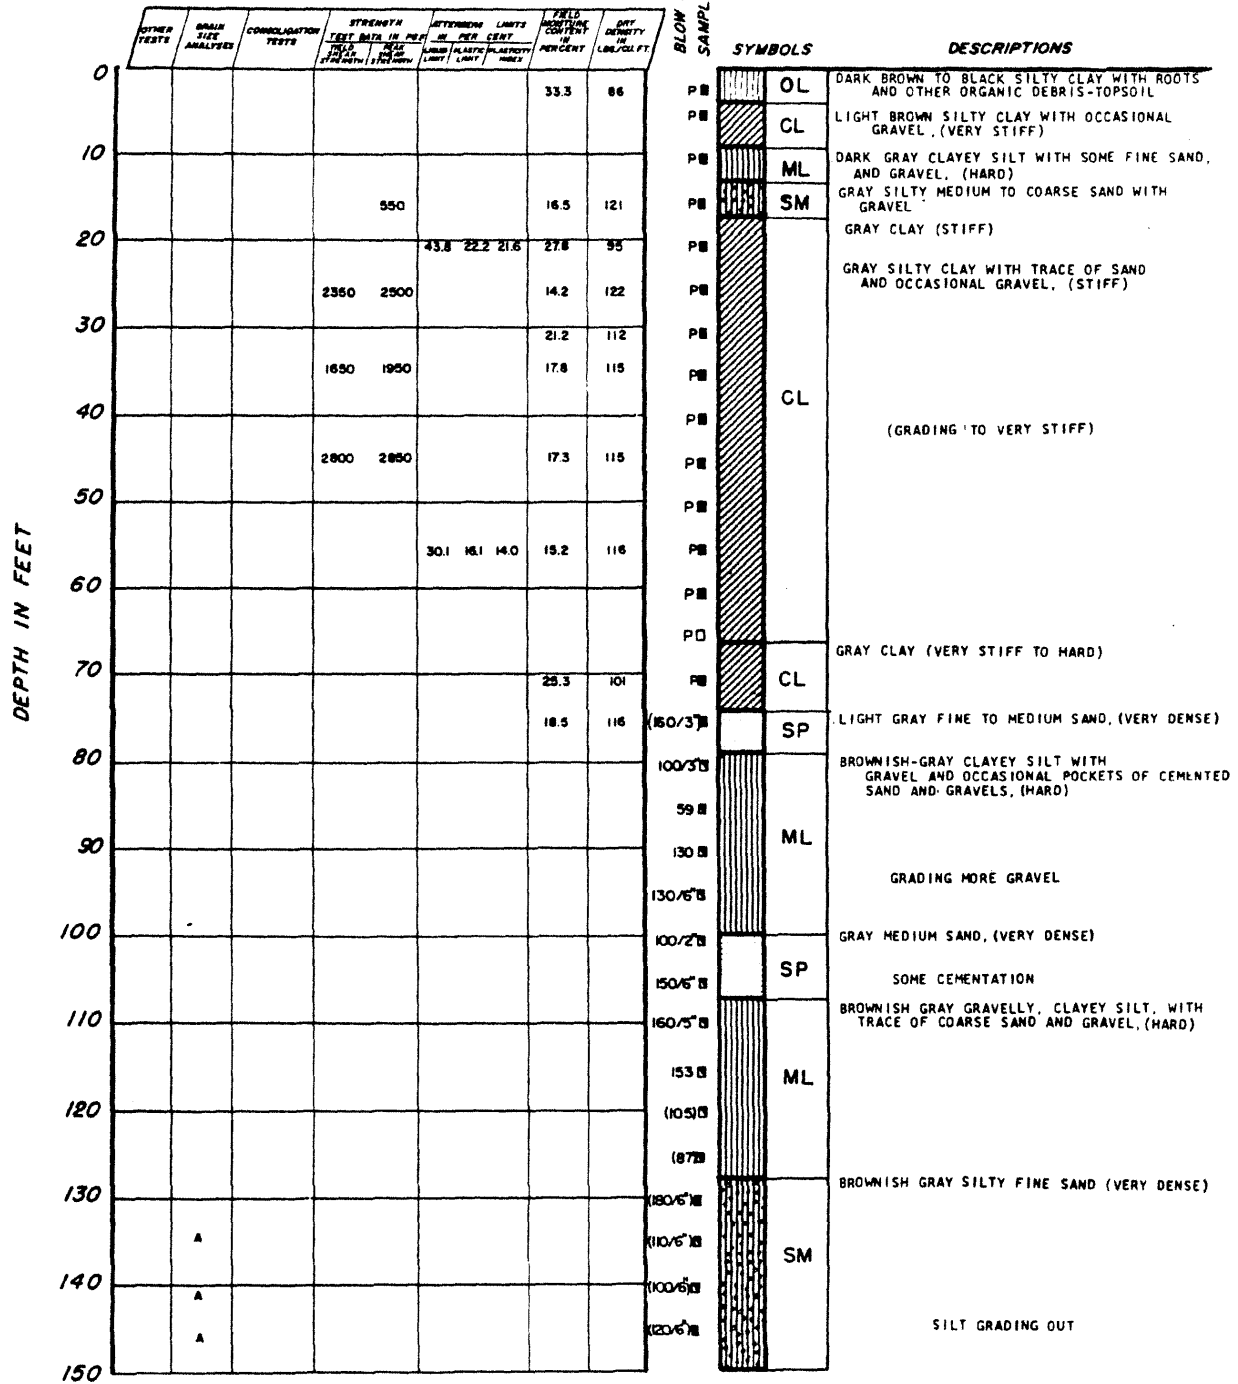 OTHER TESTS
GRAIN SIZE ANALYSES
CONSOLIDATION TESTS
STRENGTH TEST DATA IN PSF
YIELD SHEAR STRENGTH
PEAK SHEAR STRENGTH
ATTERBERG LIMITS IN PER CENT
LIQUID LIMIT
PLASTIC LIMIT
PLASTICITY INDEX
FIELD MOISTURE CONTENT IN PERCENT
DRY DENSITY IN LBS/CU.FT.
BLOW
SAMPL
SYMBOLS
DESCRIPTIONS
DEPTH IN FEET
0
33.3 86 P OL DARK BROWN TO BLACK SILTY CLAY WITH ROOTS
AND OTHER ORGANIC DEBRIS-TOPSOIL
P CL LIGHT BROWN SILTY CLAY WITH OCCASIONAL
GRAVEL, (VERY STIFF)
10
P ML DARK GRAY CLAYEY SILT WITH SOME FINE SAND,
AND GRAVEL, (HARD)
550 16.5 121 P SM GRAY SILTY MEDIUM TO COARSE SAND WITH
GRAVEL
GRAY CLAY (STIFF)
20 43.8 22.2 21.6 27.8 95 P
GRAY SILTY CLAY WITH TRACE OF SAND
AND OCCASIONAL GRAVEL, (STIFF)
2350 2500 14.2 122 P
30 21.2 112 P
1650 1950 17.8 115 P
CL
40 P
(GRADING TO VERY STIFF)
2800 2850 17.3 115 P
50 P
30.1 16.1 14.0 15.2 116 P
60 P
P
GRAY CLAY (VERY STIFF TO HARD)
70 25.3 101 P CL
18.5 116 (160/3") SP LIGHT GRAY FINE TO MEDIUM SAND, (VERY DENSE)
80 100/3" BROWNISH-GRAY CLAYEY SILT WITH
GRAVEL AND OCCASIONAL POCKETS OF CEMENTED
SAND AND GRAVELS, (HARD)
59
ML
90 130
GRADING MORE GRAVEL
130/6"
100 100/2" GRAY MEDIUM SAND, (VERY DENSE)
SP
150/6" SOME CEMENTATION
BROWNISH GRAY GRAVELLY, CLAYEY SILT, WITH
TRACE OF COARSE SAND AND GRAVEL, (HARD)
110 160/5"
153 ML
120 (105)
(87)
130 (180/6") BROWNISH GRAY SILTY FINE SAND (VERY DENSE)
A (110/6") SM
140 (100/6")
A
A (120/6") SILT GRADING OUT
150